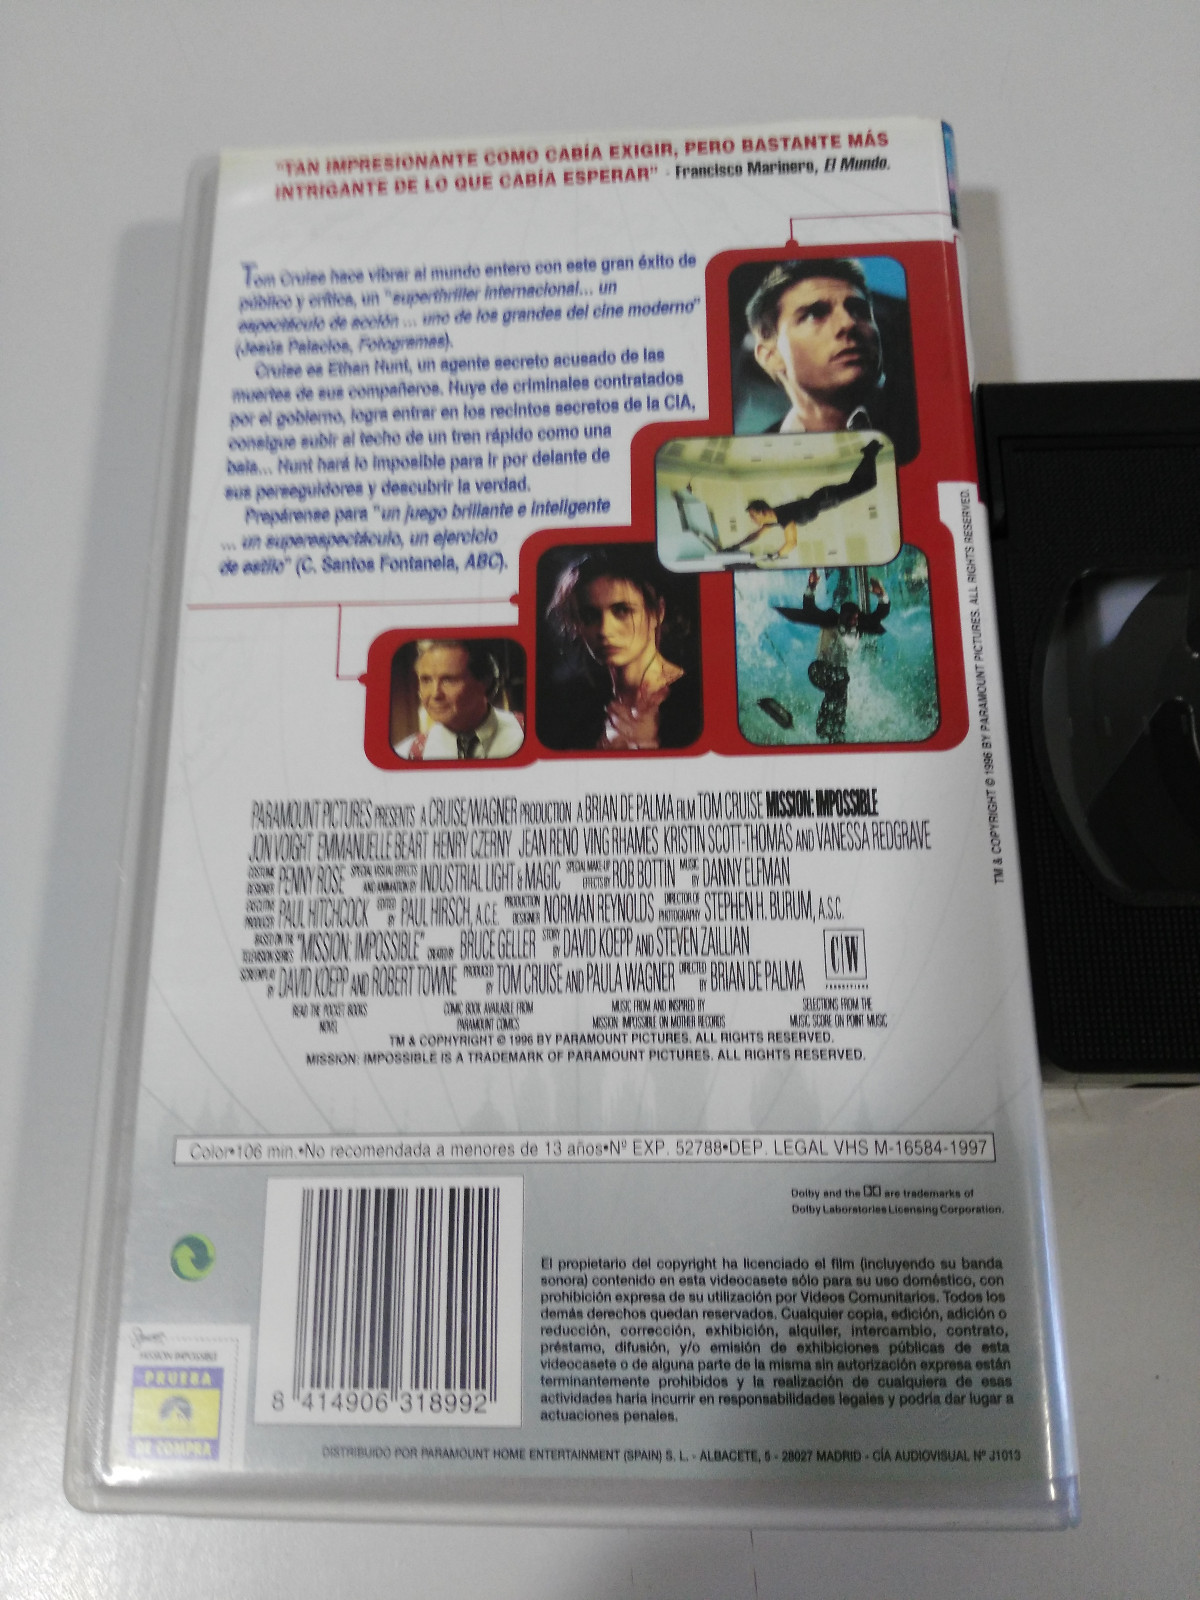 "TAN IMPRESIONANTE COMO CABÍA EXIGIR, PERO BASTANTE MÁS
INTRIGANTE DE LO QUE CABÍA ESPERAR" - Francisco Marinero, El Mundo.
Tom Cruise hace vibrar al mundo entero con este gran éxito de
público y crítica, un "superthriller internacional... un
espectáculo de acción ... uno de los grandes del cine moderno"
(Jesús Palacios, Fotogramas).
Cruise es Ethan Hunt, un agente secreto acusado de las
muertes de sus compañeros. Huye de criminales contratados
por el gobierno, logra entrar en los recintos secretos de la CIA,
consigue subir al techo de un tren rápido como una
bala... Hunt hará lo imposible para ir por delante de
sus perseguidores y descubrir la verdad.
Prepárense para "un juego brillante e inteligente
... un superespectáculo, un ejercicio
de estilo" (C. Santos Fontanela, ABC).
TM & COPYRIGHT © 1996 BY PARAMOUNT PICTURES. ALL RIGHTS RESERVED.
PARAMOUNT PICTURES PRESENTS A CRUISE/WAGNER PRODUCTION A BRIAN DE PALMA FILM TOM CRUISE MISSION: IMPOSSIBLE
JON VOIGHT EMMANUELLE BEART HENRY CZERNY JEAN RENO VING RHAMES KRISTIN SCOTT-THOMAS AND VANESSA REDGRAVE
COSTUME DESIGNER PENNY ROSE SPECIAL VISUAL EFFECTS AND ANIMATION BY INDUSTRIAL LIGHT & MAGIC SPECIAL MAKE-UP EFFECTS BY ROB BOTTIN MUSIC BY DANNY ELFMAN
EXECUTIVE PRODUCER PAUL HITCHCOCK EDITED BY PAUL HIRSCH, A.C.E. PRODUCTION DESIGNER NORMAN REYNOLDS DIRECTOR OF PHOTOGRAPHY STEPHEN H. BURUM, A.S.C.
BASED ON THE TELEVISION SERIES "MISSION: IMPOSSIBLE" CREATED BY BRUCE GELLER STORY BY DAVID KOEPP AND STEVEN ZAILLIAN
SCREENPLAY BY DAVID KOEPP AND ROBERT TOWNE PRODUCED BY TOM CRUISE AND PAULA WAGNER DIRECTED BY BRIAN DE PALMA
C/W
PRODUCTIONS
READ THE POCKET BOOKS NOVEL
COMIC BOOK AVAILABLE FROM PARAMOUNT COMICS
MUSIC FROM AND INSPIRED BY MISSION: IMPOSSIBLE ON MOTHER RECORDS
SELECTIONS FROM THE MUSIC SCORE ON POINT MUSIC
TM & COPHYRIGHT © 1996 BY PARAMOUNT PICTURES. ALL RIGHTS RESERVED.
MISSION: IMPOSSIBLE IS A TRADEMARK OF PARAMOUNT PICTURES. ALL RIGHTS RESERVED.
Color•106 min.•No recomendada a menores de 13 años•Nº EXP. 52788•DEP. LEGAL VHS M-16584-1997
Dolby and the are trademarks of
Dolby Laboratories Licensing Corporation.
El propietario del copyright ha licenciado el film (incluyendo su banda
sonora) contenido en esta videocasete sólo para su uso doméstico, con
prohibición expresa de su utilización por Videos Comunitarios. Todos los
demás derechos quedan reservados. Cualquier copia, edición, adición o
reducción, corrección, exhibición, alquiler, intercambio, contrato,
préstamo, difusión, y/o emisión de exhibiciones públicas de esta
videocasete o de alguna parte de la misma sin autorización expresa están
terminantemente prohibidos y la realización de cualquiera de esas
actividades haría incurrir en responsabilidades legales y podría dar lugar a
actuaciones penales.
8 414906 318992
MISSION: IMPOSSIBLE
PRUEBA
DE COMPRA
DISTRIBUIDO POR PARAMOUNT HOME ENTERTAINMENT (SPAIN) S. L. - ALBACETE, 5 - 28027 MADRID - CÍA AUDIOVISUAL Nº J1013